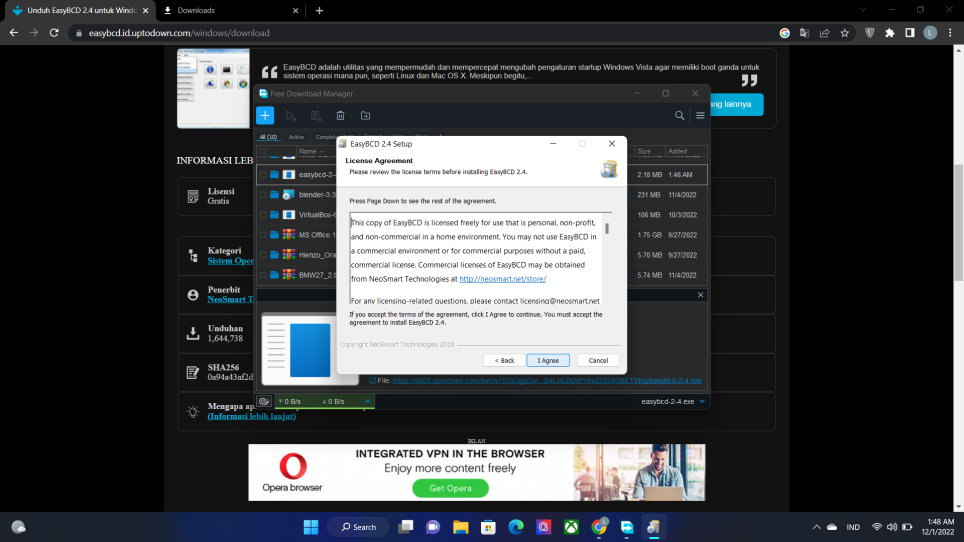 Unduh EasyBCD 2.4 untuk Windo
Downloads
easybcd.id.uptodown.com/windows/download
L
EasyBCD adalah utilitas yang mempermudah dan mempercepat mengubah pengaturan startup Windows Vista agar memiliki boot ganda untuk
sistem operasi mana pun, seperti Linux dan Mac OS X. Meskipun begitu,...
ang lainnya
Free Download Manager
All (10)
Active
Name
Size
Added
easybcd-2-4
2.18 MB
1:46 AM
blender-3.3
231 MB
11/4/2022
VirtualBox-6
106 MB
10/3/2022
MS.Office.1
1.75 GB
9/27/2022
Hienzo_Ora
5.70 MB
9/27/2022
BMW27_2.t
5.74 MB
11/4/2022
INFORMASI LEB
Lisensi
Gratis
Kategori
Sistem Oper
Penerbit
NeoSmart T
Unduhan
1,644,738
SHA256
0a94a43af2d
Mengapa ap
(Informasi lebih lanjut)
EasyBCD 2.4 Setup
License Agreement
Please review the license terms before installing EasyBCD 2.4.
Press Page Down to see the rest of the agreement.
This copy of EasyBCD is licensed freely for use that is personal, non-profit,
and non-commercial in a home environment. You may not use EasyBCD in
a commercial environment or for commercial purposes without a paid,
commercial license. Commercial licenses of EasyBCD may be obtained
from NeoSmart Technologies at http://neosmart.net/store/
For any licensing-related questions, please contact licensing@neosmart.net
If you accept the terms of the agreement, click I Agree to continue. You must accept the
agreement to install EasyBCD 2.4.
Copyright NeoSmart Technologies 2019
< Back
I Agree
Cancel
File:
0 B/s
0 B/s
easybcd-2-4.exe
IKLAN
Opera browser
INTEGRATED VPN IN THE BROWSER
Enjoy more content freely
Get Opera
Search
IND
1:48 AM
12/1/2022